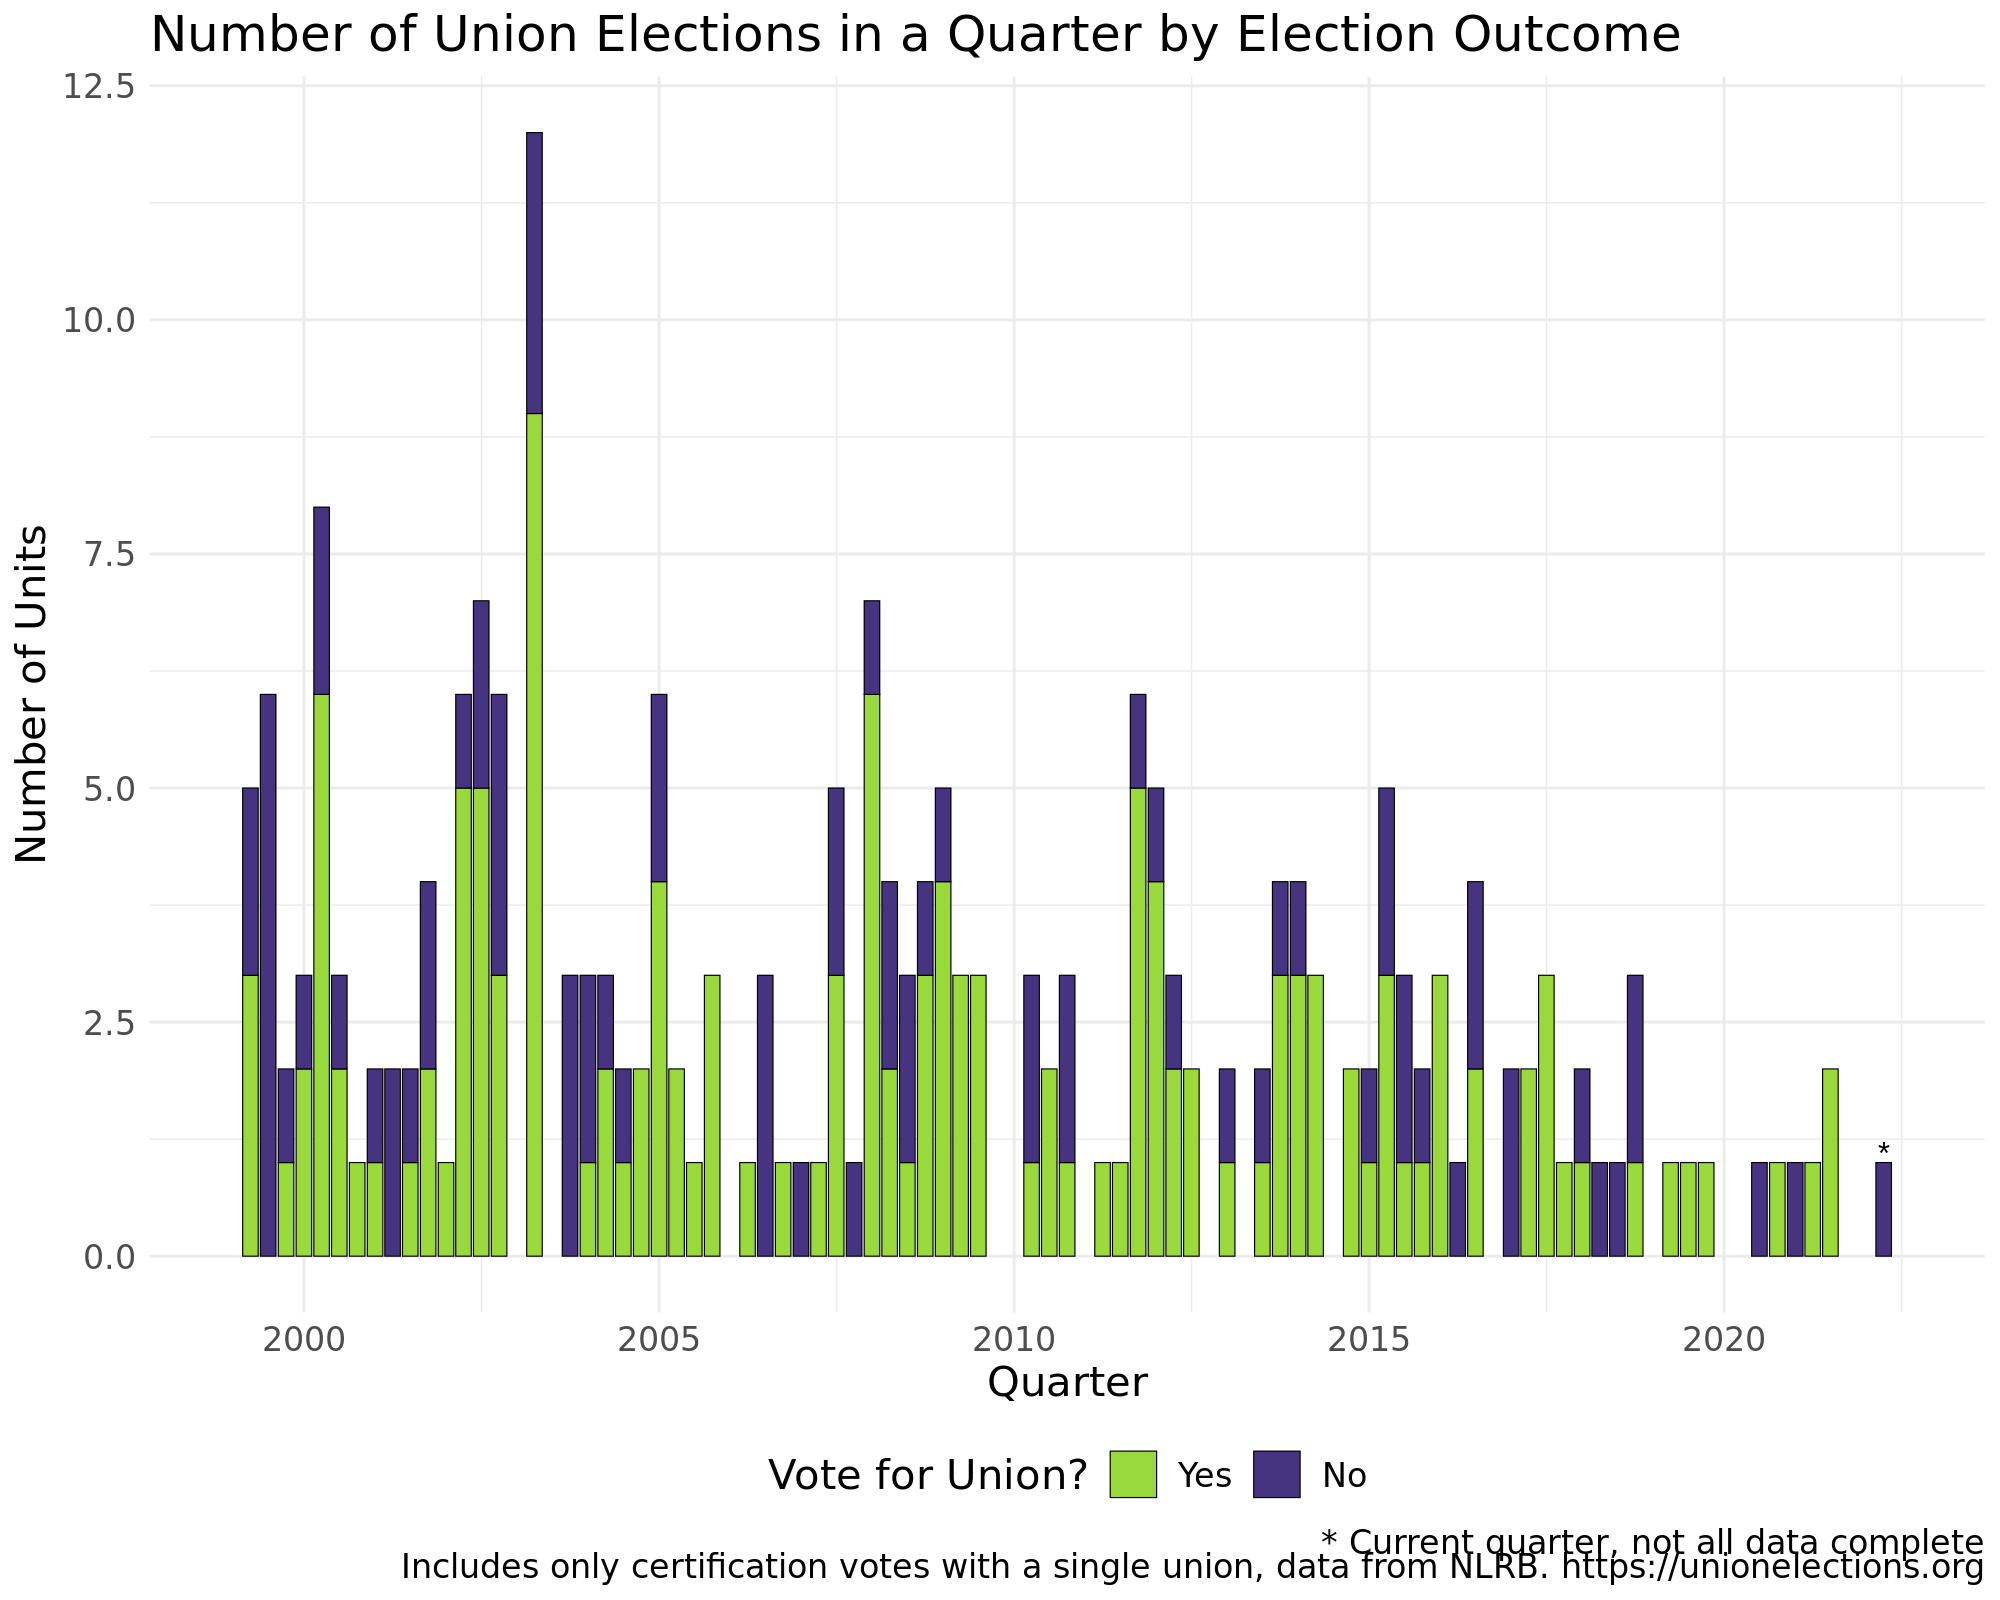 Number of Union Elections in a Quarter by Election Outcome
12.5
10.0
7.5
5.0
2.5
0.0
Number of Units
*
2000 2005 2010 2015 2020
Quarter
Vote for Union? Yes No
* Current quarter, not all data complete
Includes only certification votes with a single union, data from NLRB. https://unionelections.org